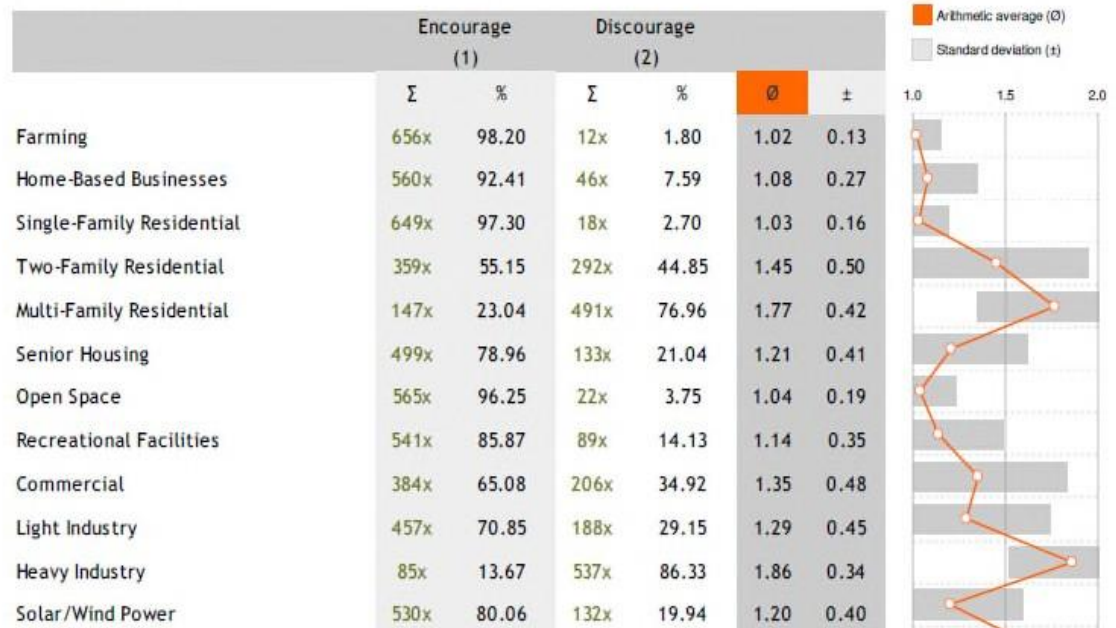 Encourage Discourage
(1) (2)
Σ % Σ % Ø ±
Farming 656x 98.20 12x 1.80 1.02 0.13
Home-Based Businesses 560x 92.41 46x 7.59 1.08 0.27
Single-Family Residential 649x 97.30 18x 2.70 1.03 0.16
Two-Family Residential 359x 55.15 292x 44.85 1.45 0.50
Multi-Family Residential 147x 23.04 491x 76.96 1.77 0.42
Senior Housing 499x 78.96 133x 21.04 1.21 0.41
Open Space 565x 96.25 22x 3.75 1.04 0.19
Recreational Facilities 541x 85.87 89x 14.13 1.14 0.35
Commercial 384x 65.08 206x 34.92 1.35 0.48
Light Industry 457x 70.85 188x 29.15 1.29 0.45
Heavy Industry 85x 13.67 537x 86.33 1.86 0.34
Solar/Wind Power 530x 80.06 132x 19.94 1.20 0.40
Arithmetic average (Ø)
Standard deviation (±)
1.0 1.5 2.0